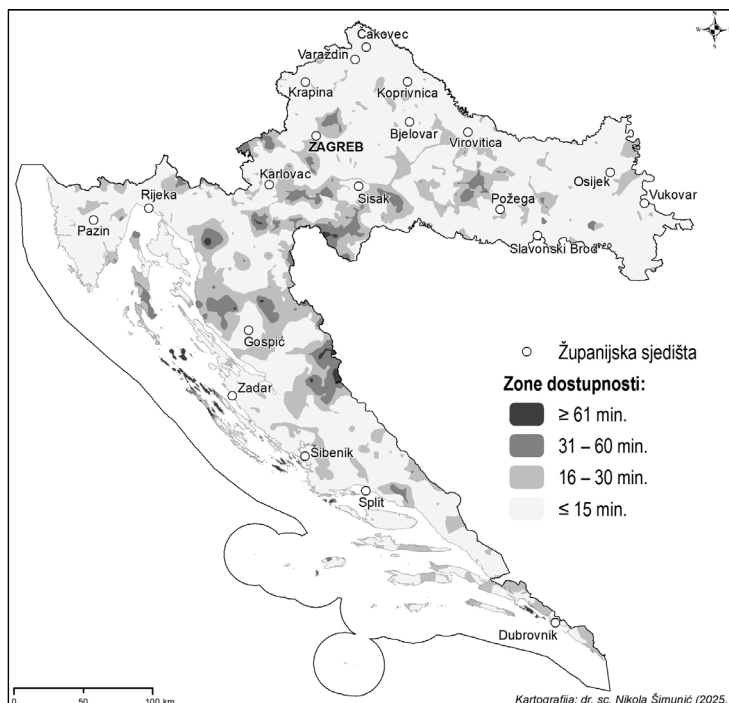 N
W E
S
Čakovec
Varaždin
Krapina
Koprivnica
Bjelovar
ZAGREB
Virovitica
Karlovac
Osijek
Rijeka
Sisak
Požega
Vukovar
Pazin
Slavonski Brod
Gospić
Županijska sjedišta
Zone dostupnosti:
Zadar
≥ 61 min.
31 – 60 min.
Šibenik
16 – 30 min.
Split
≤ 15 min.
Dubrovnik
0 50 100 km
Kartografija: dr. sc. Nikola Šimunić (2025.